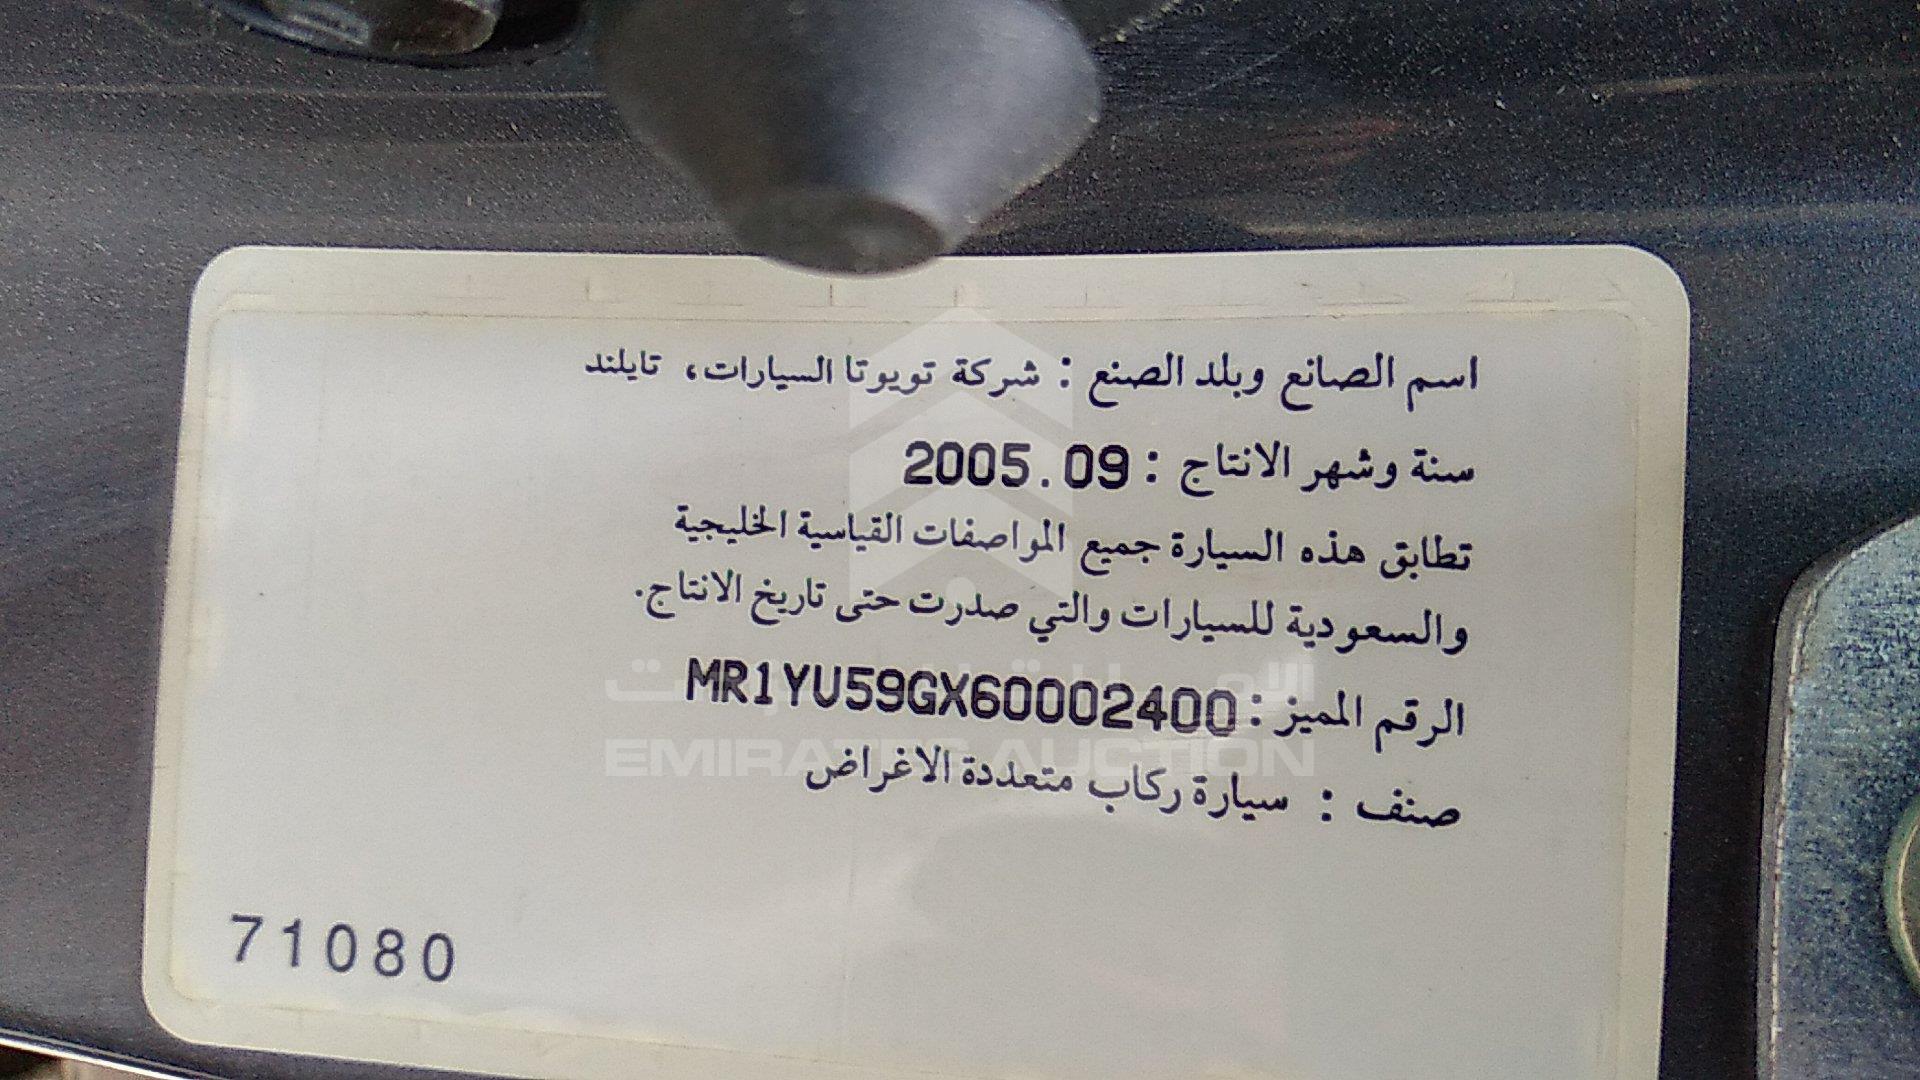 اسم الصانع وبلد الصنع : شركة تويوتا السيارات، تايلند
سنة وشهر الانتاج : 2005.09
تطابق هذه السيارة جميع المواصفات القياسية الخليجية
والسعودية للسيارات والتي صدرت حتى تاريخ الانتاج.
الرقم المميز : MR1YU59GX60002400
صنف : سيارة ركاب متعددة الاغراض
71080
الامارات للمزادات
EMIRATES AUCTION